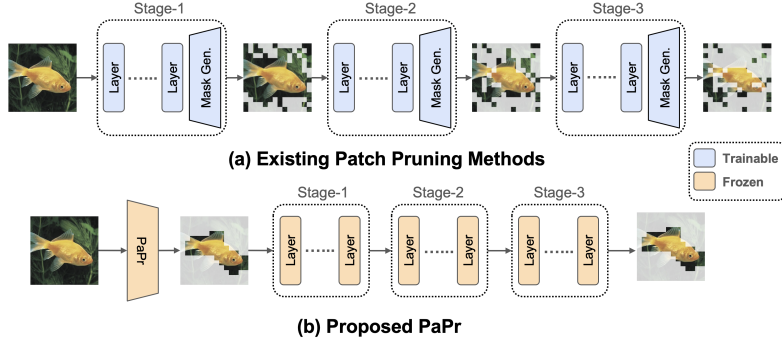 Stage-1
Stage-2
Stage-3
Layer
Layer
Mask Gen.
Layer
Layer
Mask Gen.
Layer
Layer
Mask Gen.
(a) Existing Patch Pruning Methods
Trainable
Frozen
Stage-1
Stage-2
Stage-3
PaPr
Layer
Layer
Layer
Layer
Layer
Layer
(b) Proposed PaPr